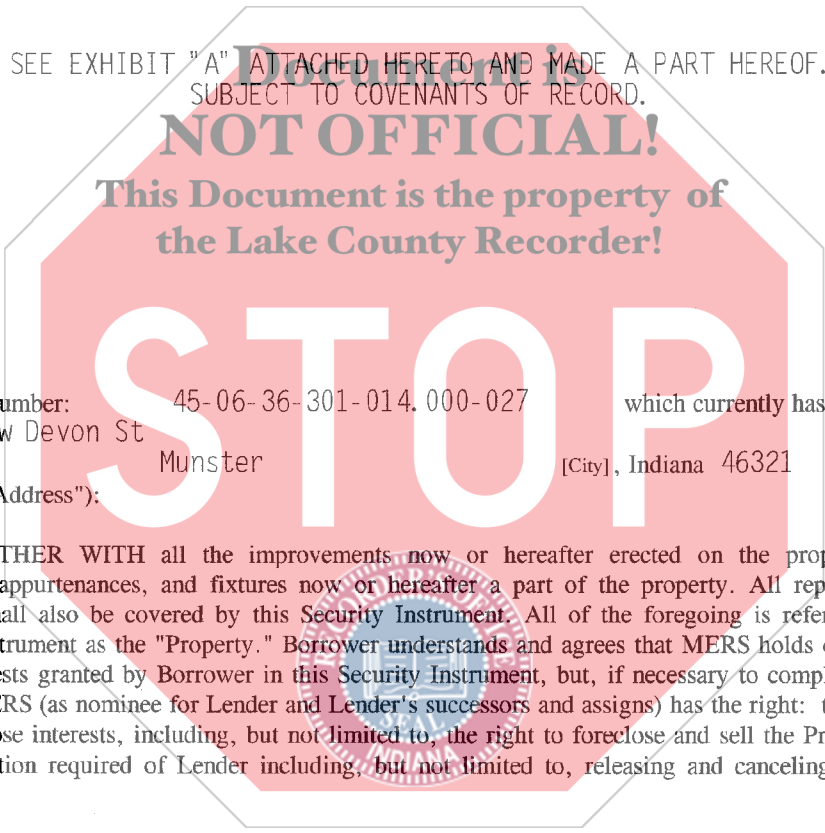 SEE EXHIBIT "A" ATTACHED HERETO AND MADE A PART HEREOF.
Document is
SUBJECT TO COVENANTS OF RECORD.
NOT OFFICIAL!
This Document is the property of
the Lake County Recorder!
STOP
umber: 45-06-36-301-014.000-027 which currently has
w Devon St
Munster [City], Indiana 46321
Address"):
THER WITH all the improvements now or hereafter erected on the prop
appurtenances, and fixtures now or hereafter a part of the property. All rep
all also be covered by this Security Instrument. All of the foregoing is refer
trument as the "Property." Borrower understands and agrees that MERS holds
ests granted by Borrower in this Security Instrument, but, if necessary to compl
ERS (as nominee for Lender and Lender's successors and assigns) has the right: t
ose interests, including, but not limited to, the right to foreclose and sell the Pr
tion required of Lender including, but not limited to, releasing and canceling
SEAL
INDIANA